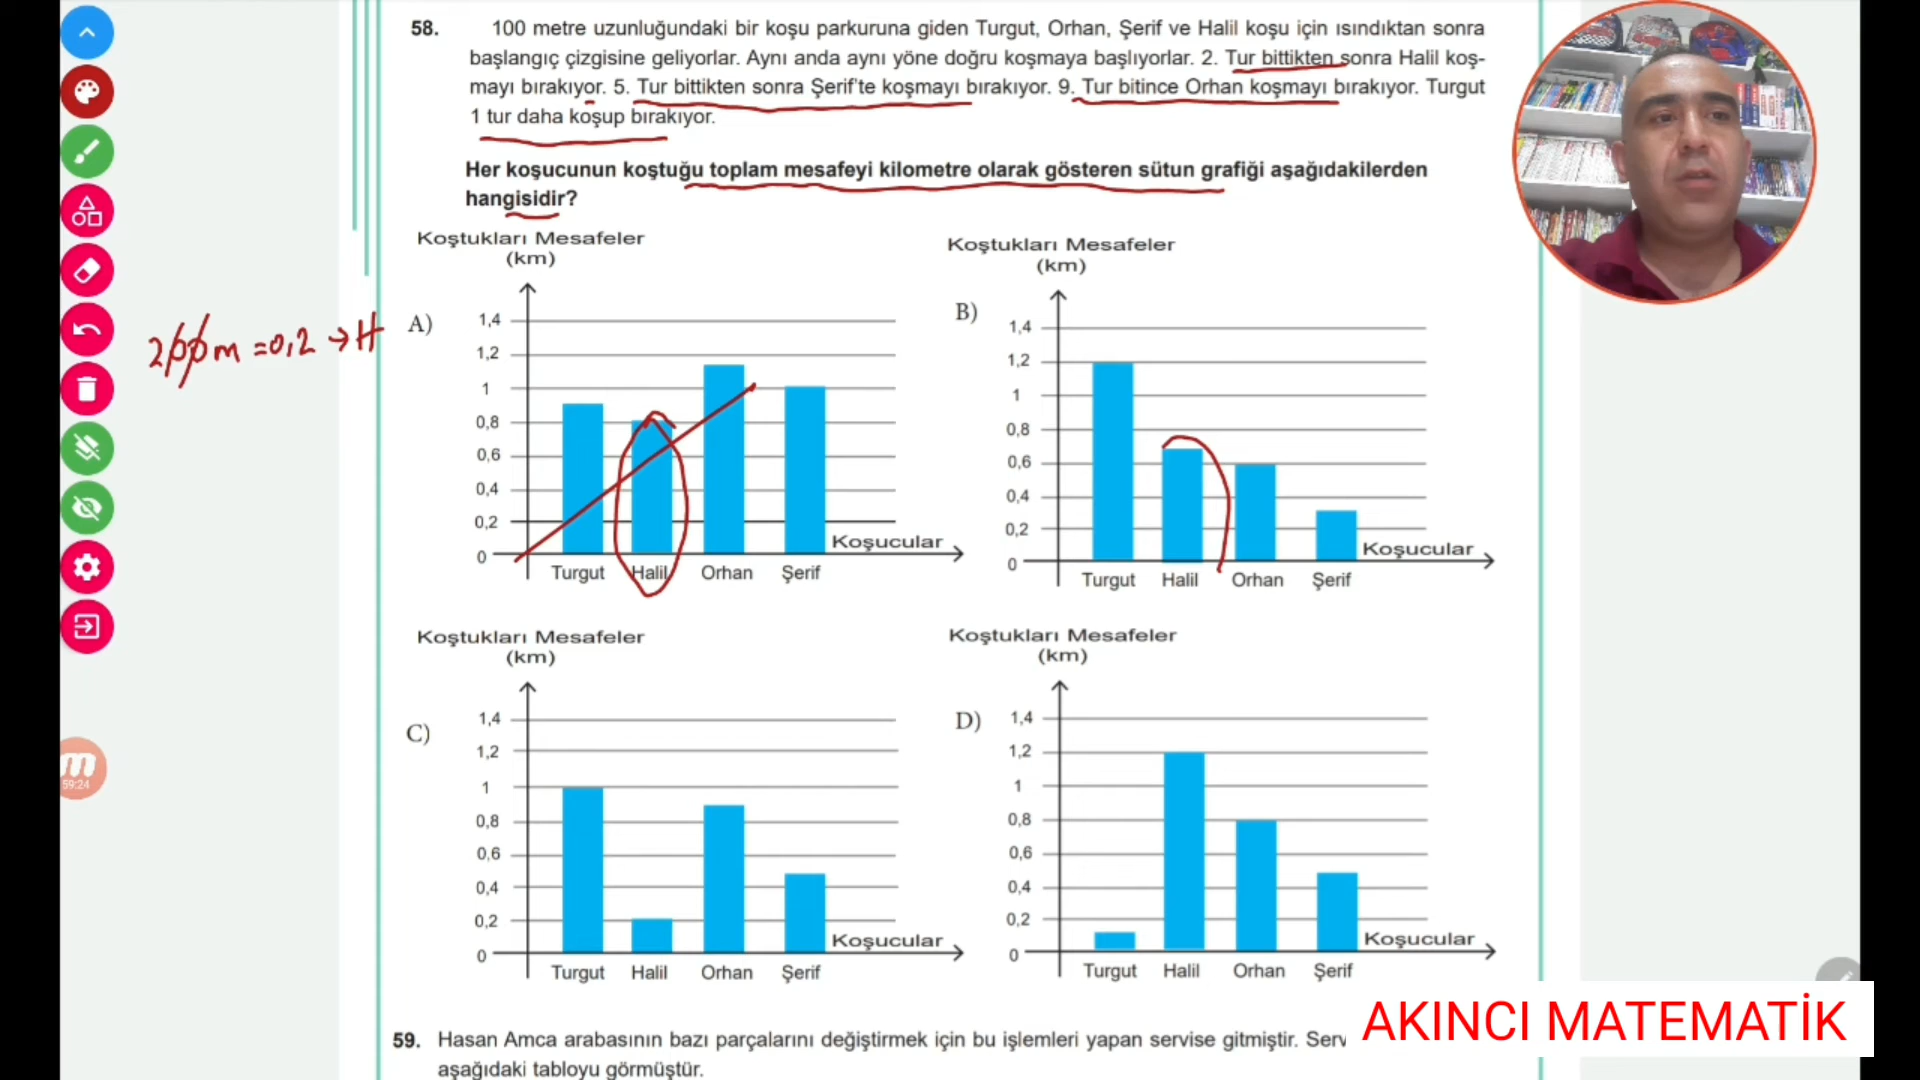 58. 100 metre uzunluğundaki bir koşu parkuruna giden Turgut, Orhan, Şerif ve Halil koşu için ısındıktan sonra
başlangıç çizgisine geliyorlar. Aynı anda aynı yöne doğru koşmaya başlıyorlar. 2. Tur bittikten sonra Halil koş-
mayı bırakıyor. 5. Tur bittikten sonra Şerif'te koşmayı bırakıyor. 9. Tur bitince Orhan koşmayı bırakıyor. Turgut
1 tur daha koşup bırakıyor.
Her koşucunun koştuğu toplam mesafeyi kilometre olarak gösteren sütun grafiği aşağıdakilerden
hangisidir?
200m = 0,2 → H
A)
Koştukları Mesafeler
(km)
1,4
1,2
1
0,8
0,6
0,4
0,2
0
Koşucular
Turgut Halil Orhan Şerif
B)
Koştukları Mesafeler
(km)
1,4
1,2
1
0,8
0,6
0,4
0,2
0
Koşucular
Turgut Halil Orhan Şerif
C)
Koştukları Mesafeler
(km)
1,4
1,2
1
0,8
0,6
0,4
0,2
0
Koşucular
Turgut Halil Orhan Şerif
D)
Koştukları Mesafeler
(km)
1,4
1,2
1
0,8
0,6
0,4
0,2
0
Koşucular
Turgut Halil Orhan Şerif
m
59:24
59. Hasan Amca arabasının bazı parçalarını değiştirmek için bu işlemleri yapan servise gitmiştir. Serv
aşağıdaki tabloyu görmüştür.
AKINCI MATEMATİK